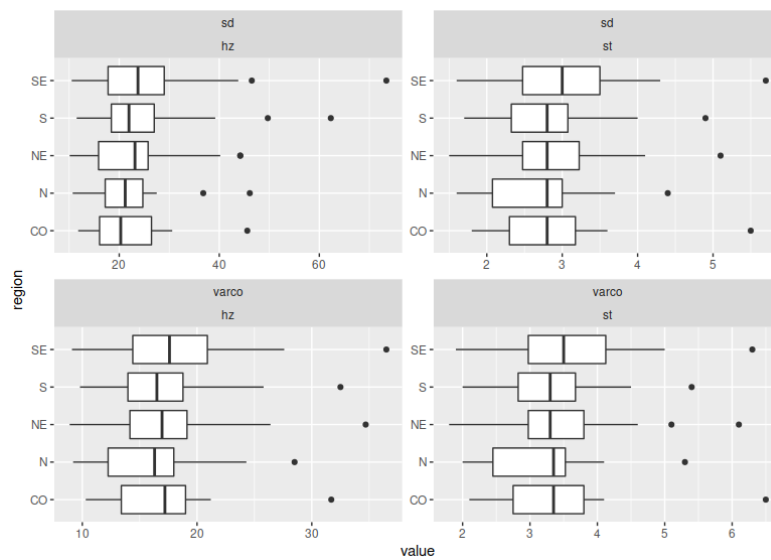 sd
hz
SE
S
NE
N
CO
20
40
60
sd
st
SE
S
NE
N
CO
2
3
4
5
varco
hz
SE
S
NE
N
CO
10
20
30
varco
st
SE
S
NE
N
CO
2
3
4
5
6
region
value